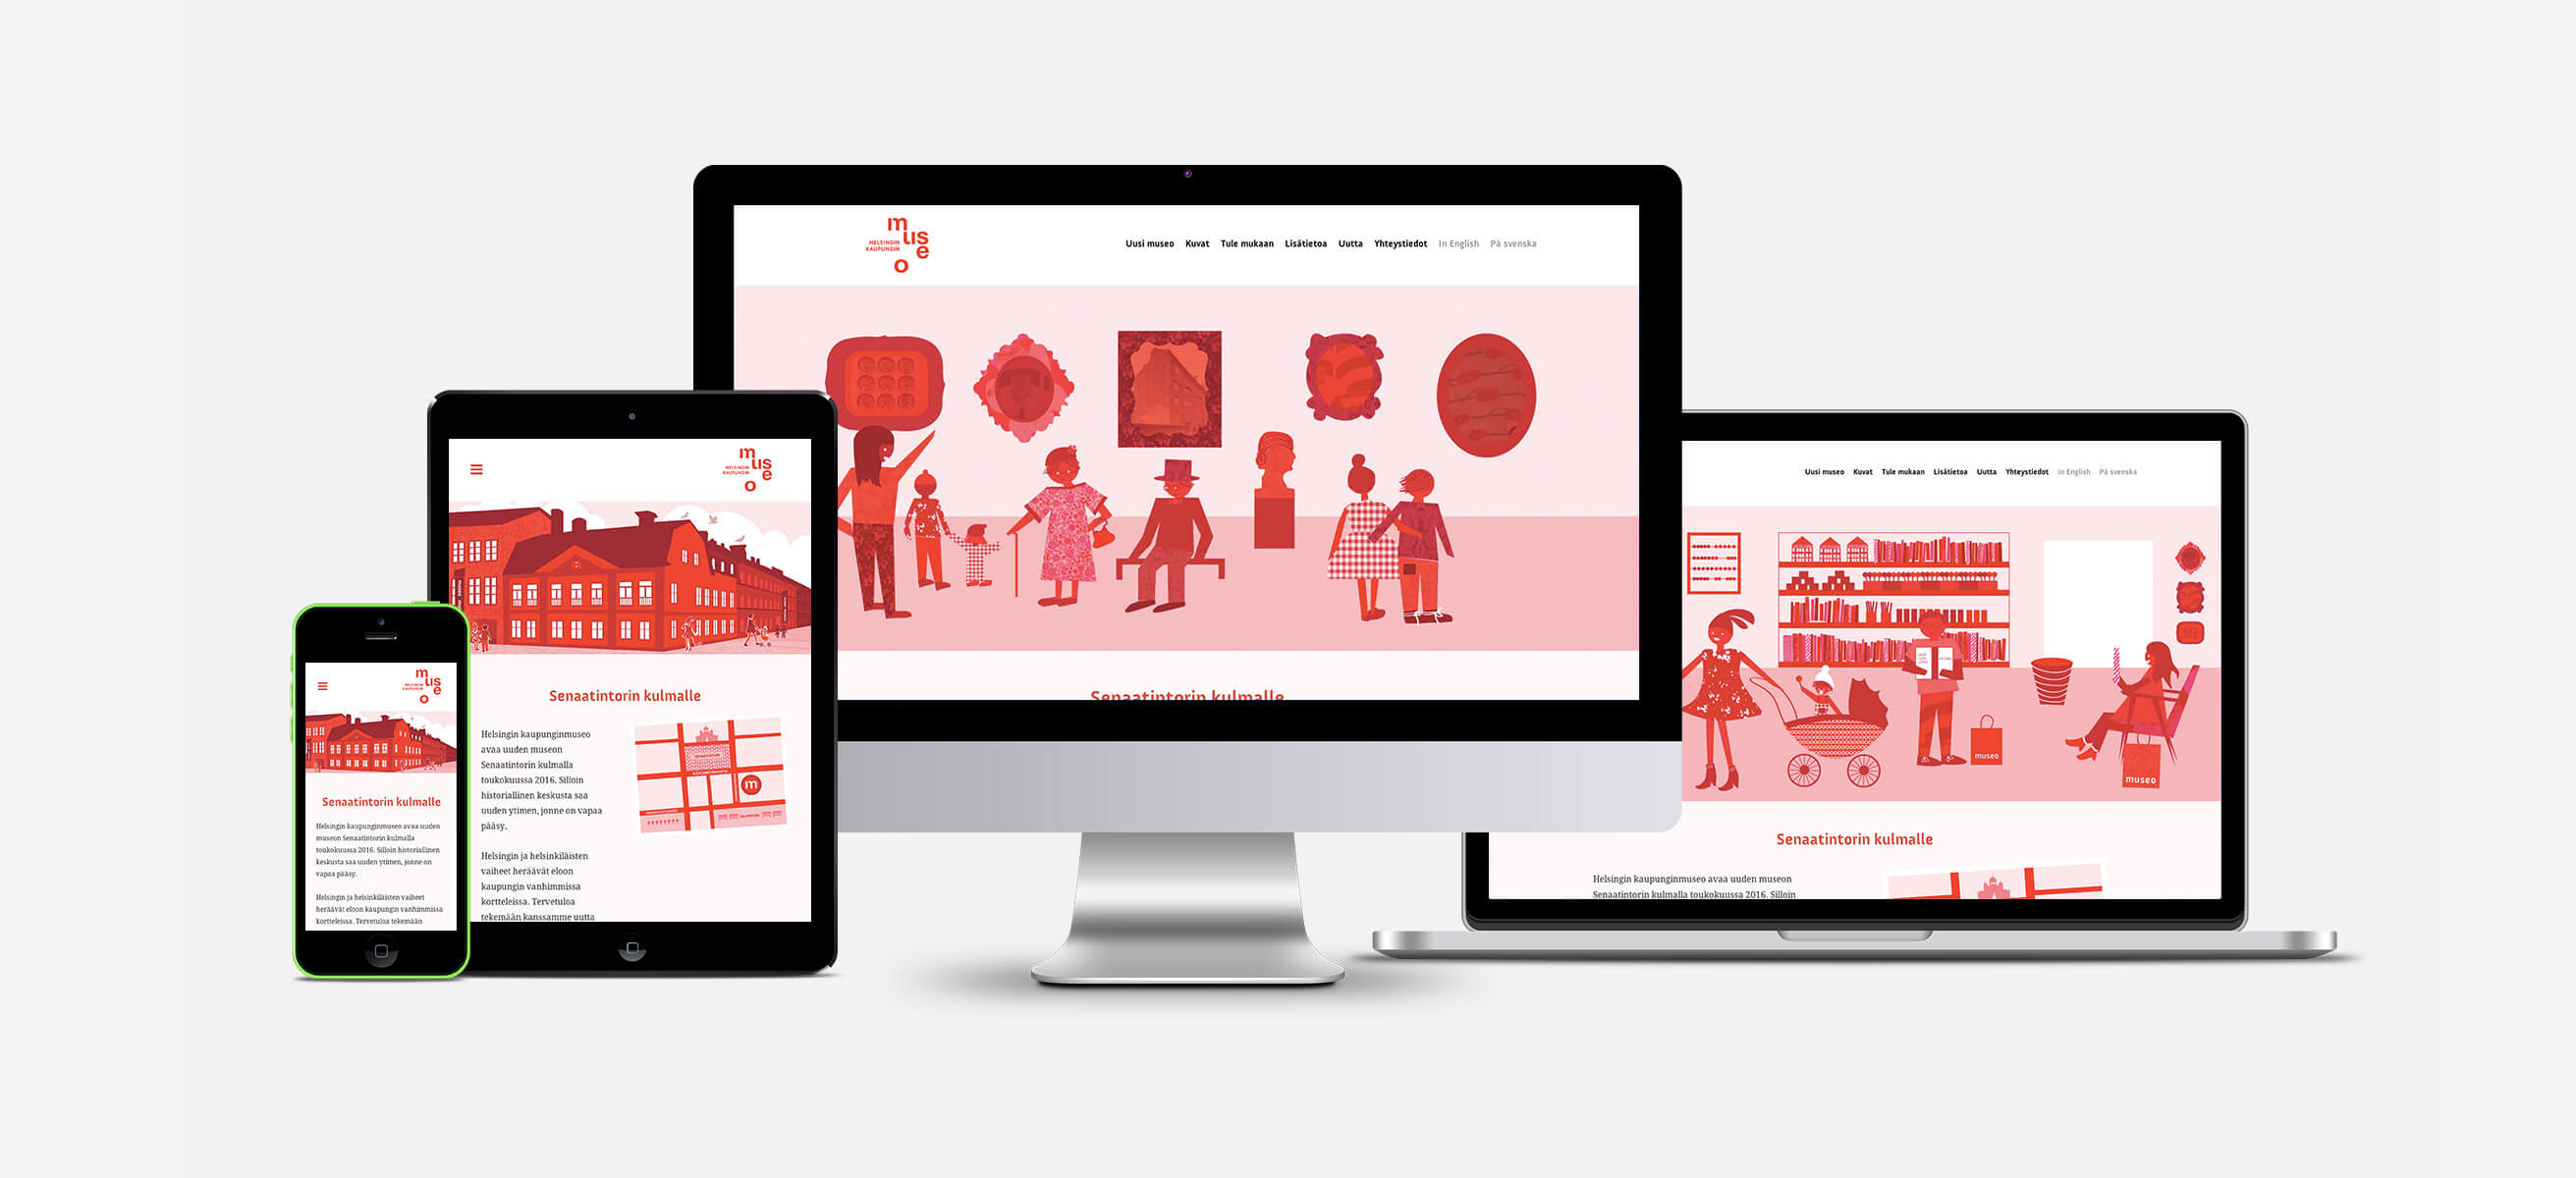 m
us
e
o
HELSINGIN
KAUPUNGIN
Uusi museo Kuvat Tule mukaan Lisätietoa Uutta Yhteystiedot In English På svenska
Senaatintorin kulmalle
m
us
e
o
HELSINGIN
KAUPUNGIN
Senaatintorin kulmalle
Helsingin kaupunginmuseo
avaa uuden museon
Senaatintorin kulmalla
toukokuussa 2016. Silloin
historiallinen keskusta saa
uuden ytimen, jonne on vapaa
pääsy.
m
Helsingin ja helsinkiläisten
vaiheet heräävät eloon
kaupungin vanhimmissa
kortteleissa. Tervetuloa
tekemään kanssamme uutta
m
us
e
o
HELSINGIN
KAUPUNGIN
Senaatintorin kulmalle
Helsingin kaupunginmuseo avaa uuden
museon Senaatintorin kulmalla
toukokuussa 2016. Silloin historiallinen
keskusta saa uuden ytimen, jonne on
vapaa pääsy.
Helsingin ja helsinkiläisten vaiheet
heräävät eloon kaupungin vanhimmissa
kortteleissa. Tervetuloa tekemään
Uusi museo Kuvat Tule mukaan Lisätietoa Uutta Yhteystiedot In English På svenska
museo
museo
Senaatintorin kulmalle
Helsingin kaupunginmuseo avaa uuden museon
Senaatintorin kulmalla toukokuussa 2016. Silloin